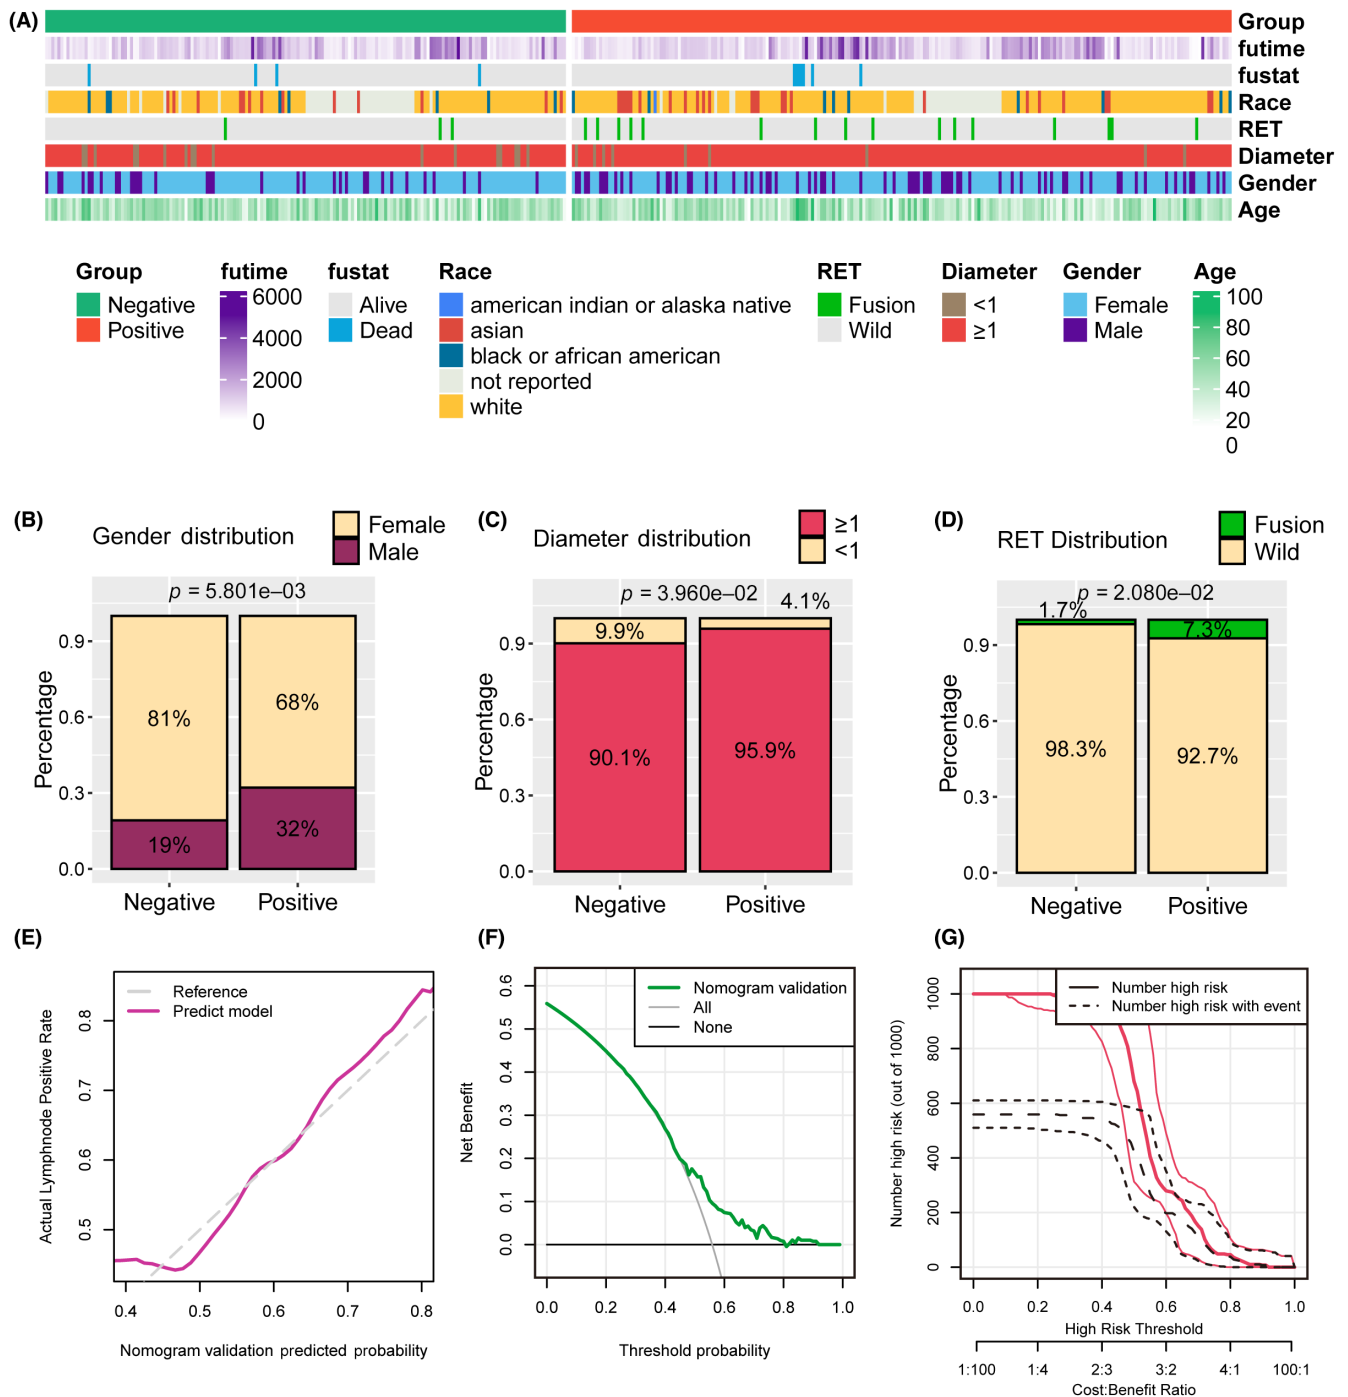 (A)
Group
futime
fustat
Race
RET
Diameter
Gender
Age
Group
Negative
Positive
futime
6000
4000
2000
0
fustat
Alive
Dead
Race
american indian or alaska native
asian
black or african american
not reported
white
RET
Fusion
Wild
Diameter
<1
≥1
Gender
Female
Male
Age
100
80
60
40
20
0
(B)
Gender distribution
Female
Male
p = 5.801e–03
81%
68%
19%
32%
Percentage
0.9
0.6
0.3
0.0
Negative
Positive
(C)
Diameter distribution
≥1
<1
p = 3.960e–02
4.1%
9.9%
90.1%
95.9%
Percentage
0.9
0.6
0.3
0.0
Negative
Positive
(D)
RET Distribution
Fusion
Wild
p = 2.080e–02
1.7%
7.3%
98.3%
92.7%
Percentage
0.9
0.6
0.3
0.0
Negative
Positive
(E)
Reference
Predict model
Actual Lymphnode Positive Rate
0.8
0.7
0.6
0.5
0.4 0.5 0.6 0.7 0.8
Nomogram validation predicted probability
(F)
Nomogram validation
All
None
Net Benefit
0.6
0.5
0.4
0.3
0.2
0.1
0.0
0.0 0.2 0.4 0.6 0.8 1.0
Threshold probability
(G)
Number high risk
Number high risk with event
Number high risk (out of 1000)
1000
800
600
400
200
0
0.0 0.2 0.4 0.6 0.8 1.0
High Risk Threshold
1:100 1:4 2:3 3:2 4:1 100:1
Cost:Benefit Ratio